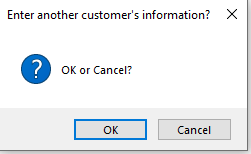 Enter another customer's information?
OK or Cancel?
OK
Cancel